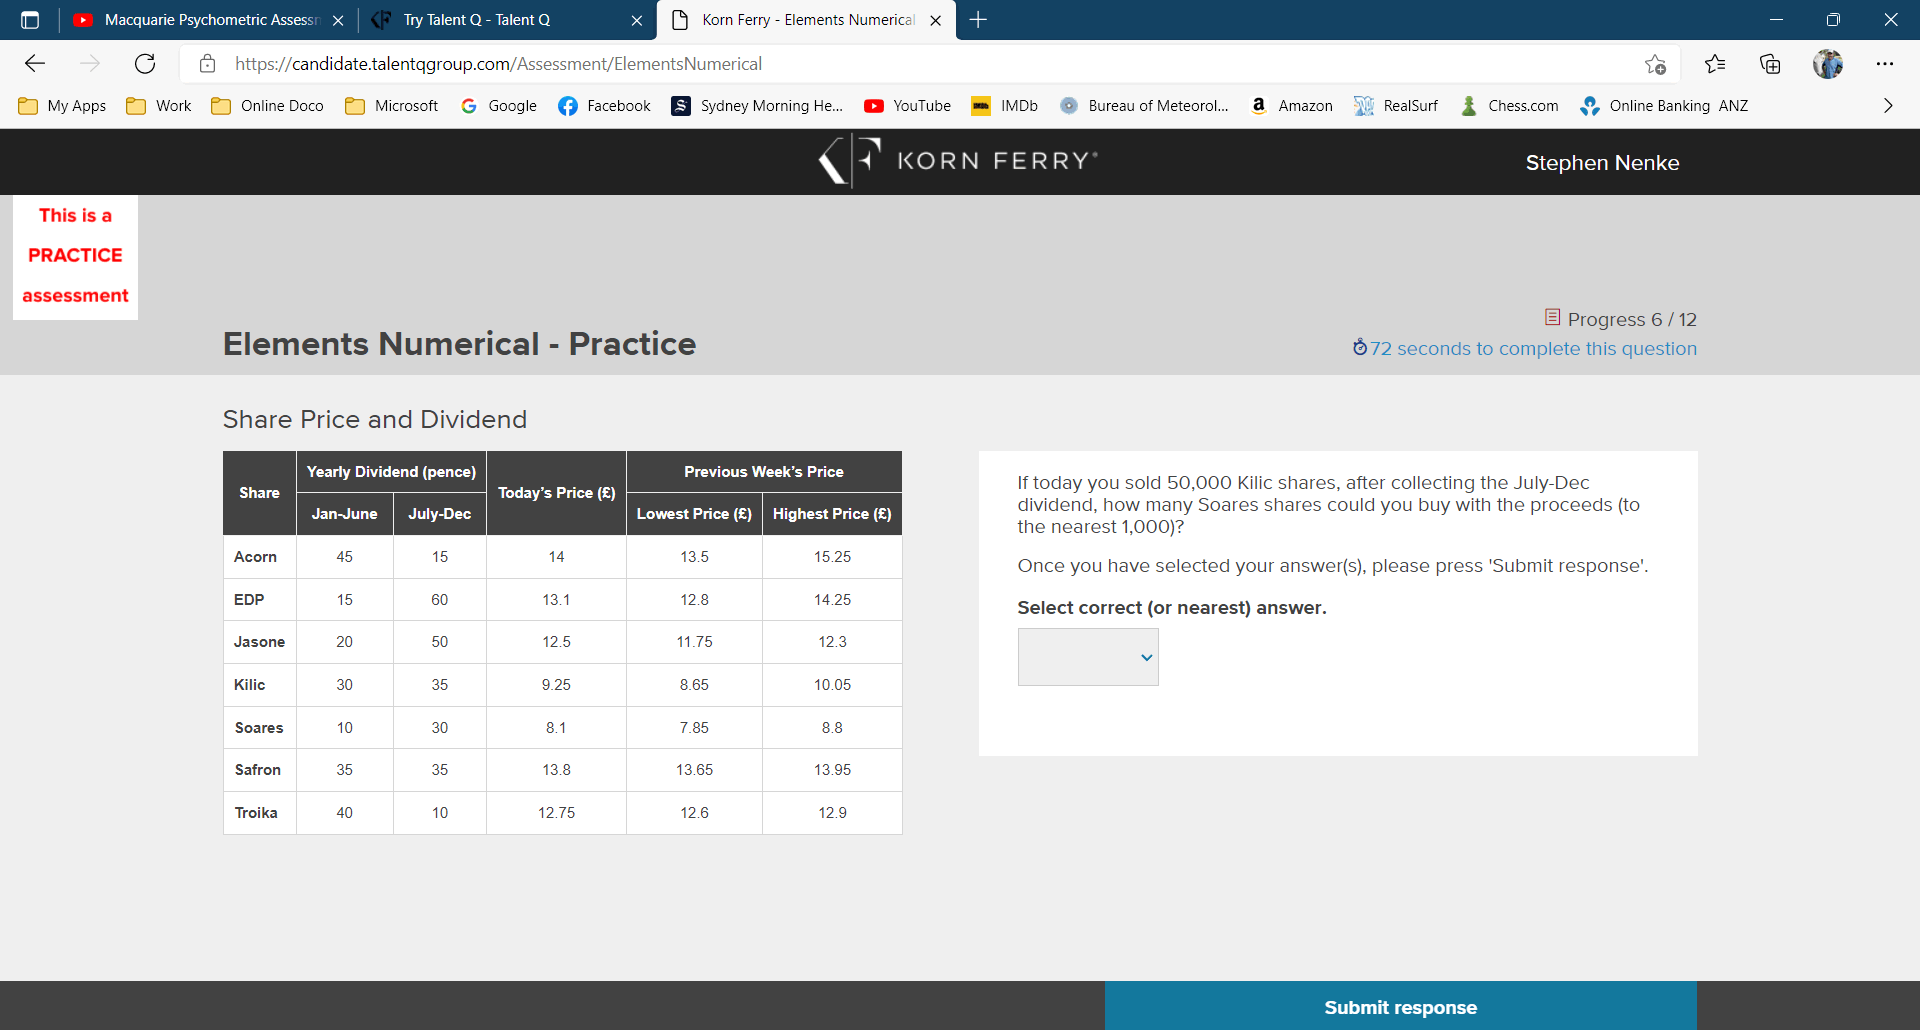 Macquarie Psychometric Assessm
Try Talent Q - Talent Q
Korn Ferry - Elements Numerical
https://candidate.talentqgroup.com/Assessment/ElementsNumerical
My Apps Work Online Doco Microsoft Google Facebook Sydney Morning He... YouTube IMDb Bureau of Meteorol... Amazon RealSurf Chess.com Online Banking ANZ
KORN FERRY
Stephen Nenke
This is a
PRACTICE
assessment
Progress 6 / 12
Elements Numerical - Practice
72 seconds to complete this question
Share Price and Dividend
Share Yearly Dividend (pence) Today's Price (£) Previous Week's Price
Jan-June July-Dec Lowest Price (£) Highest Price (£)
Acorn 45 15 14 13.5 15.25
EDP 15 60 13.1 12.8 14.25
Jasone 20 50 12.5 11.75 12.3
Kilic 30 35 9.25 8.65 10.05
Soares 10 30 8.1 7.85 8.8
Safron 35 35 13.8 13.65 13.95
Troika 40 10 12.75 12.6 12.9
If today you sold 50,000 Kilic shares, after collecting the July-Dec
dividend, how many Soares shares could you buy with the proceeds (to
the nearest 1,000)?
Once you have selected your answer(s), please press 'Submit response'.
Select correct (or nearest) answer.
Submit response